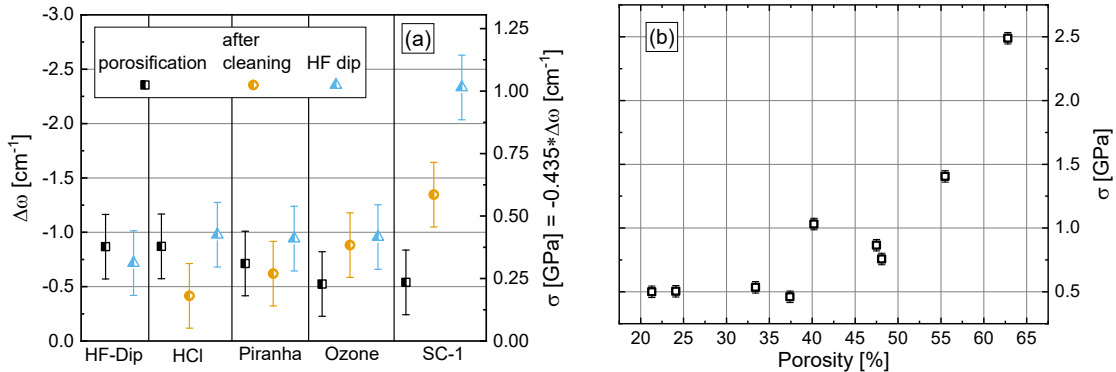 (a)
after
porosification cleaning HF dip
-3.0
-2.5
-2.0
-1.5
-1.0
-0.5
0.0
Δω [cm⁻¹]
1.25
1.00
0.75
0.50
0.25
0.00
σ [GPa] = -0.435*Δω [cm⁻¹]
HF-Dip HCl Piranha Ozone SC-1
(b)
2.5
2.0
1.5
1.0
0.5
σ [GPa]
20 25 30 35 40 45 50 55 60 65
Porosity [%]